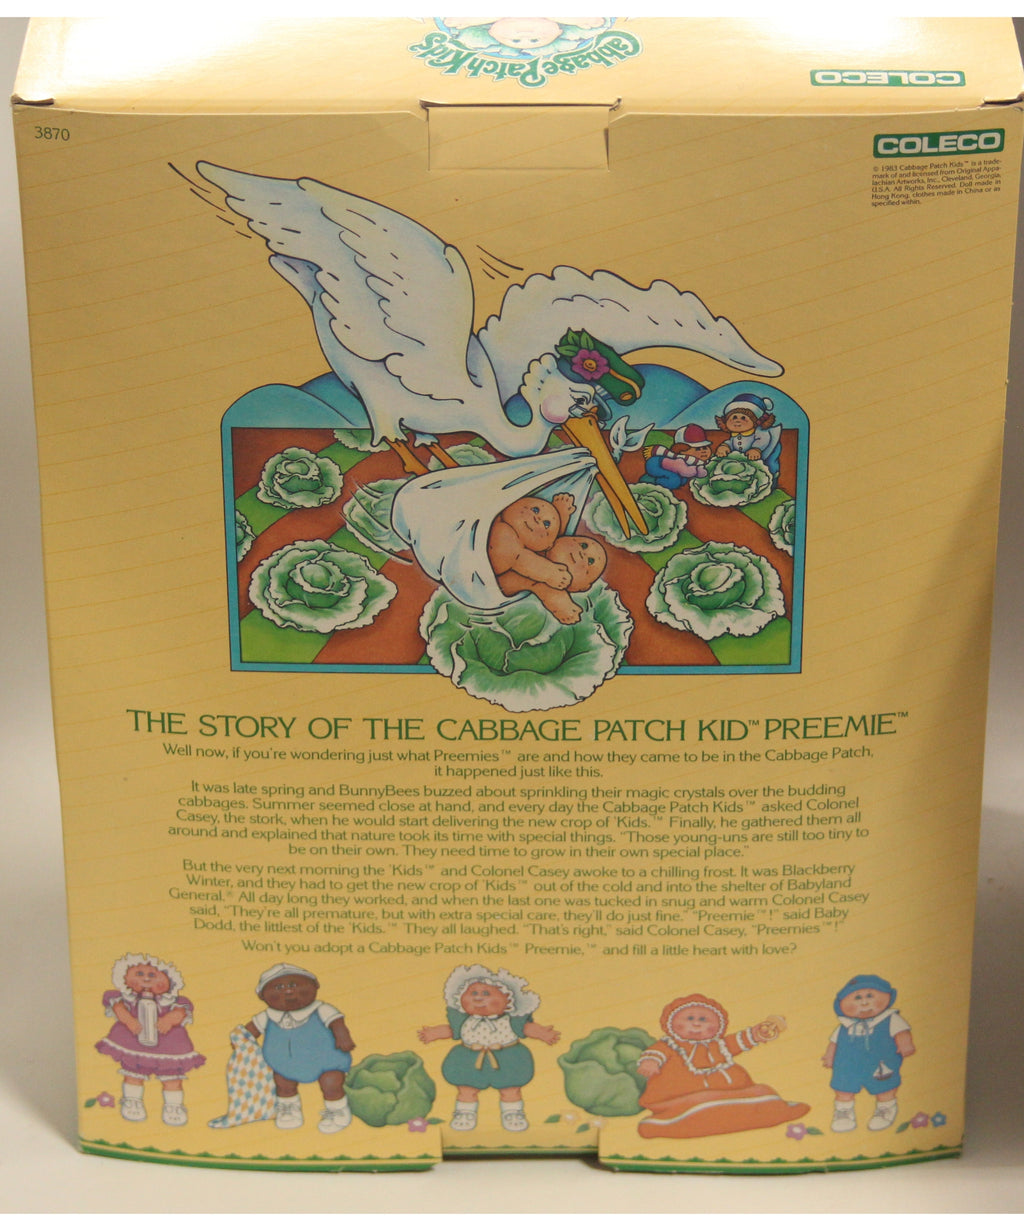 Cabbage Patch Kids™
COLECO
3870
COLECO
© 1983 Cabbage Patch Kids™ is a trade-
mark of and licensed from Original Appa-
lachian Artworks, Inc., Cleveland, Georgia,
U.S.A. All Rights Reserved. Doll made in
Hong Kong, clothes made in China or as
specified within.
THE STORY OF THE CABBAGE PATCH KID™ PREEMIE™
Well now, if you're wondering just what Preemies™ are and how they came to be in the Cabbage Patch,
it happened just like this.
It was late spring and BunnyBees buzzed about sprinkling their magic crystals over the budding
cabbages. Summer seemed close at hand, and every day the Cabbage Patch Kids™ asked Colonel
Casey, the stork, when he would start delivering the new crop of 'Kids.™ Finally, he gathered them all
around and explained that nature took its time with special things. "Those young-uns are still too tiny to
be on their own. They need time to grow in their own special place."
But the very next morning the 'Kids™ and Colonel Casey awoke to a chilling frost. It was Blackberry
Winter, and they had to get the new crop of 'Kids™ out of the cold and into the shelter of Babyland
General.® All day long they worked, and when the last one was tucked in snug and warm Colonel Casey
said, "They're all premature, but with extra special care, they'll do just fine." "Preemie™!" said Baby
Dodd, the littlest of the 'Kids.™ They all laughed. "That's right," said Colonel Casey, "Preemies™!"
Won't you adopt a Cabbage Patch Kids™ Preemie,™ and fill a little heart with love?